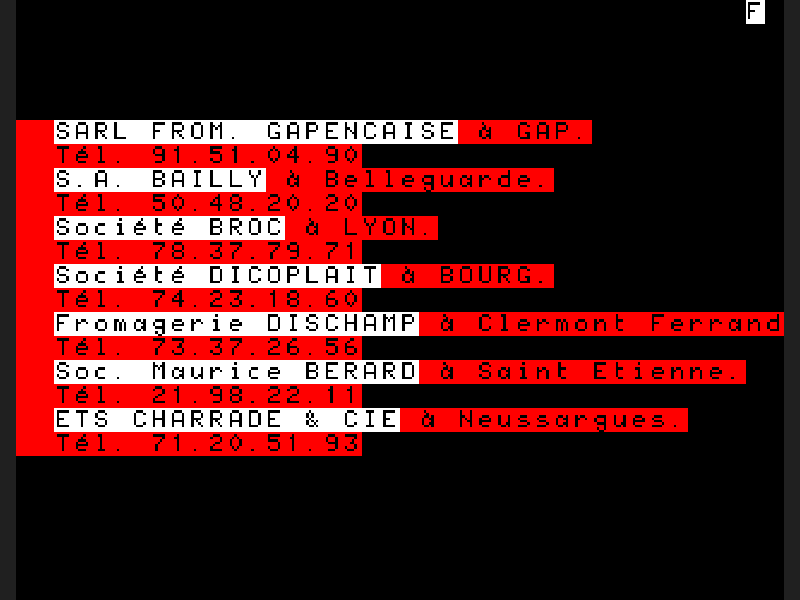 F
SARL FROM. GAPENCAISE à GAP.
Tél. 91.51.04.90
S.A. BAILLY à Belleguarde.
Tél. 50.48.20.20
Société BROC à LYON.
Tél. 78.37.79.71
Société DICOPLAIT à BOURG.
Tél. 74.23.18.60
Fromagerie DISCHAMP à Clermont Ferrand
Tél. 73.37.26.56
Soc. Maurice BERARD à Saint Etienne.
Tél. 21.98.22.11
ETS CHARRADE & CIE à Neussargues.
Tél. 71.20.51.93